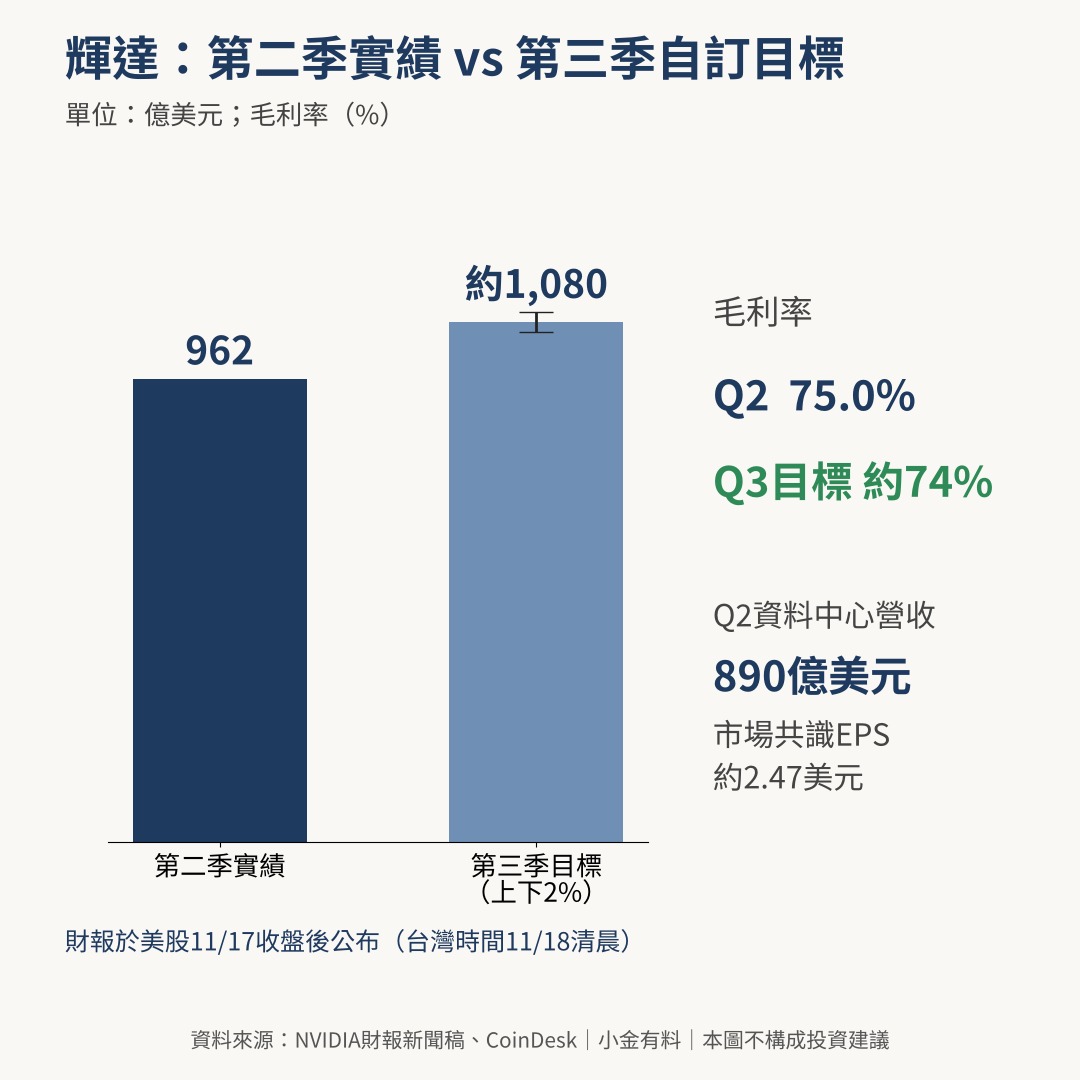 輝達：第二季實績 vs 第三季自訂目標
單位：億美元；毛利率（%）
962
約1,080
毛利率
Q2 75.0%
Q3目標 約74%
Q2資料中心營收
890億美元
市場共識EPS
約2.47美元
第二季實績
第三季目標
（上下2%）
財報於美股11/17收盤後公布（台灣時間11/18清晨）
資料來源：NVIDIA財報新聞稿、CoinDesk｜小金有料｜本圖不構成投資建議